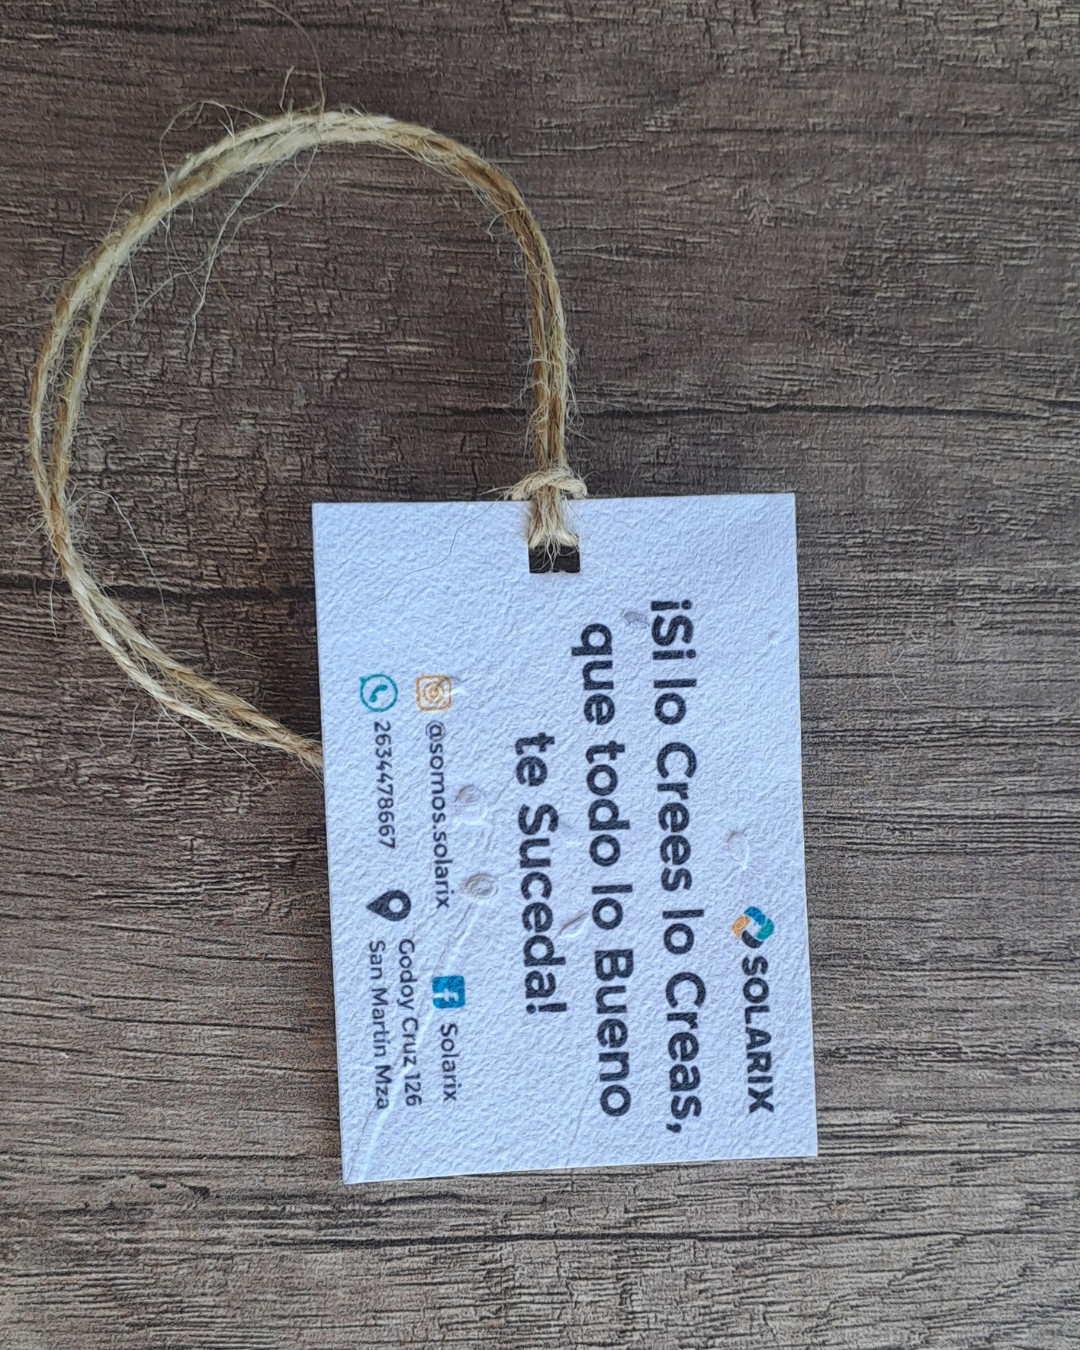 SOLARIX
¡Si lo Crees lo Creas,
que todo lo Bueno
te Suceda!
@somos.solarix
Solarix
2634478667
Godoy Cruz 126
San Martin Mza